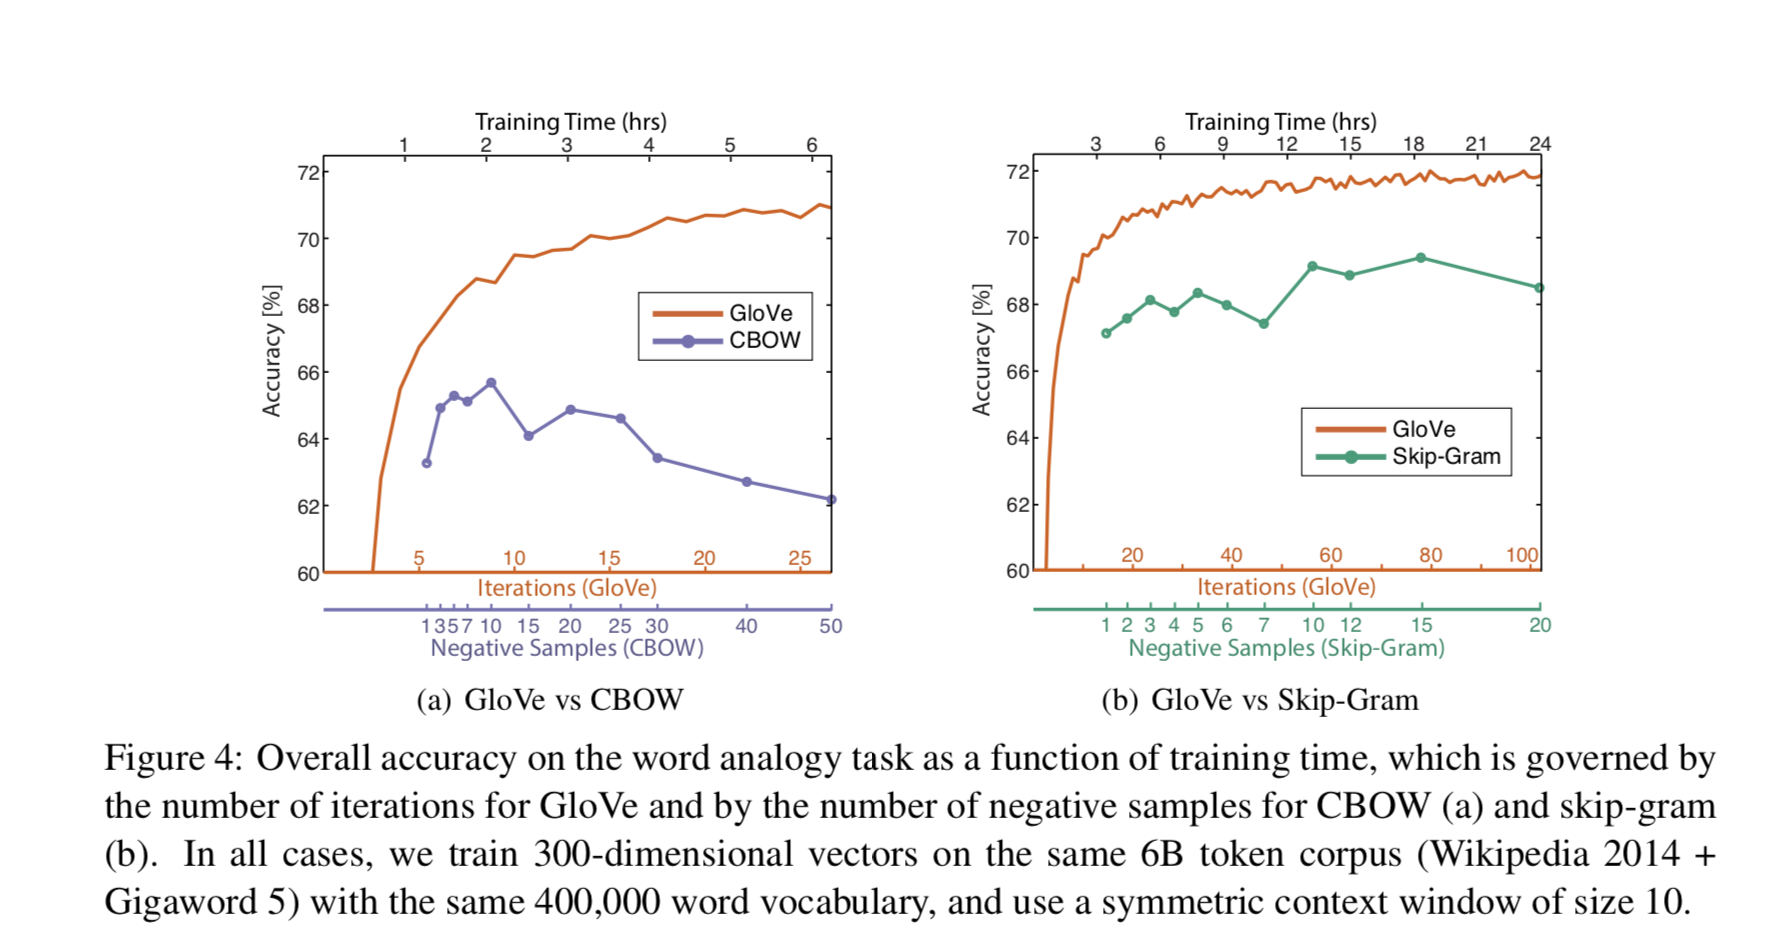 Training Time (hrs)
1 2 3 4 5 6
72
70
68
66
64
62
60
Accuracy [%]
GloVe
CBOW
5 10 15 20 25
Iterations (GloVe)
1 3 5 7 10 15 20 25 30 40 50
Negative Samples (CBOW)
(a) GloVe vs CBOW
Training Time (hrs)
3 6 9 12 15 18 21 24
72
70
68
66
64
62
60
Accuracy [%]
GloVe
Skip-Gram
20 40 60 80 100
Iterations (GloVe)
1 2 3 4 5 6 7 10 12 15 20
Negative Samples (Skip-Gram)
(b) GloVe vs Skip-Gram
Figure 4: Overall accuracy on the word analogy task as a function of training time, which is governed by
the number of iterations for GloVe and by the number of negative samples for CBOW (a) and skip-gram
(b). In all cases, we train 300-dimensional vectors on the same 6B token corpus (Wikipedia 2014 +
Gigaword 5) with the same 400,000 word vocabulary, and use a symmetric context window of size 10.